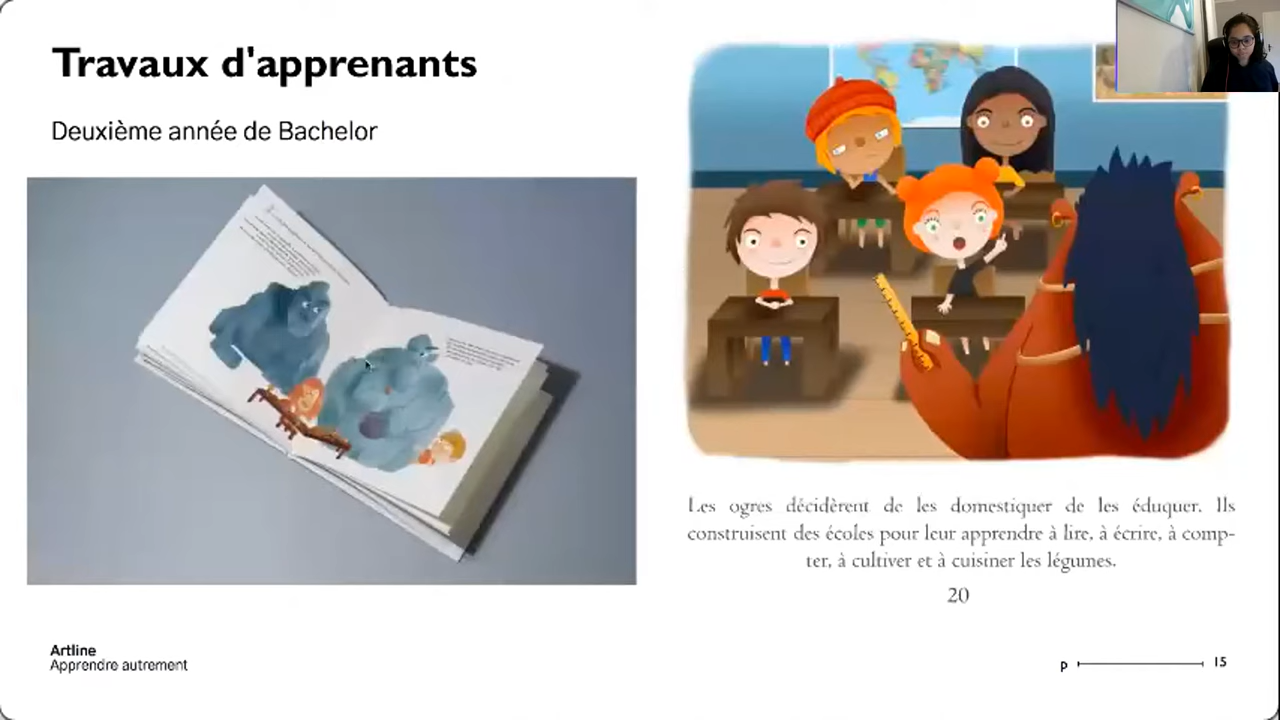 Travaux d'apprenants
Deuxième année de Bachelor
Les ogres décidèrent de les domestiquer de les éduquer. Ils
construisent des écoles pour leur apprendre à lire, à écrire, à comp-
ter, à cultiver et à cuisiner les légumes.
20
Artline
Apprendre autrement
P
15